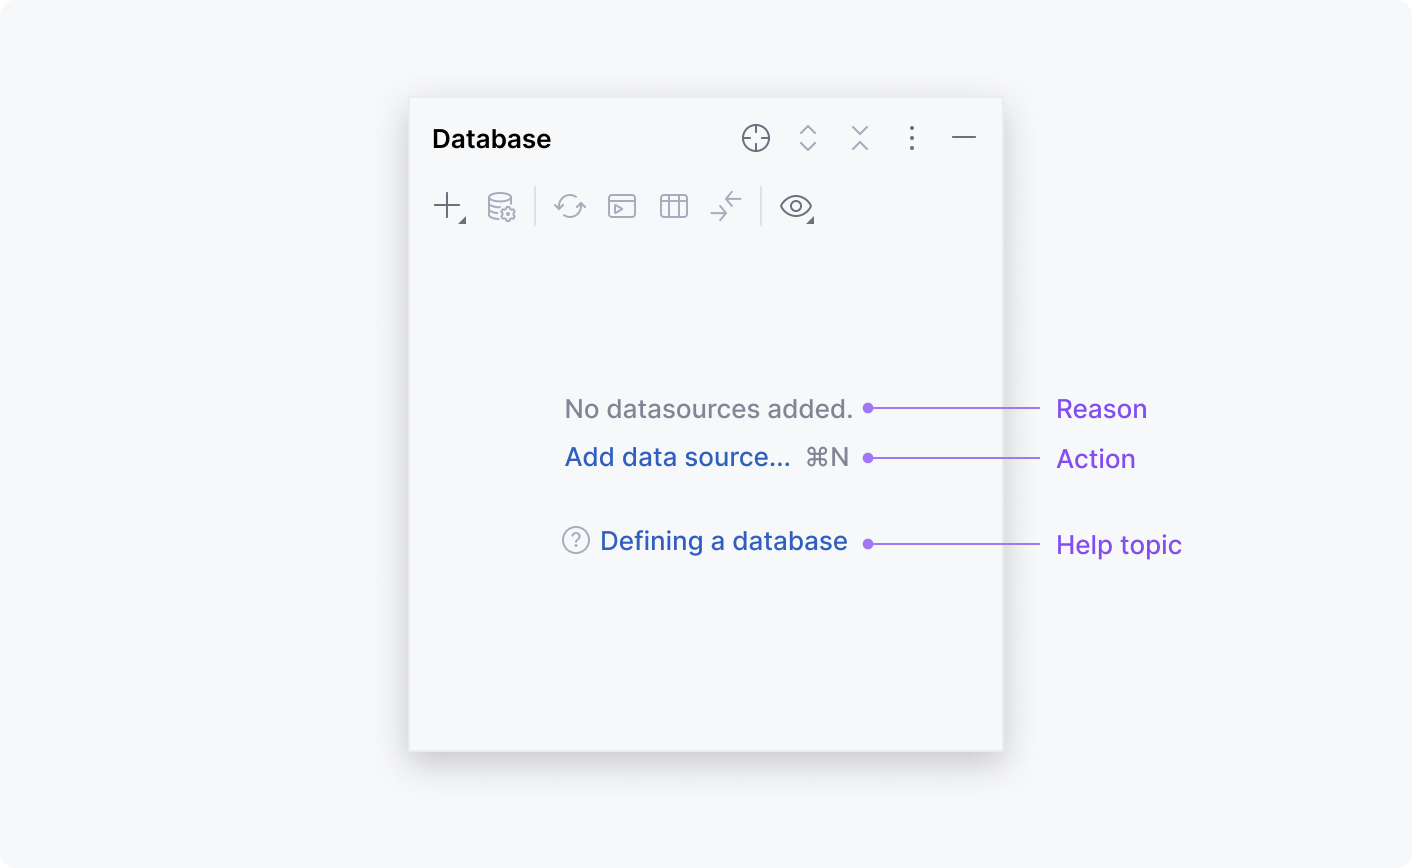 Database
No datasources added.
Reason
Add data source... ⌘N
Action
? Defining a database
Help topic